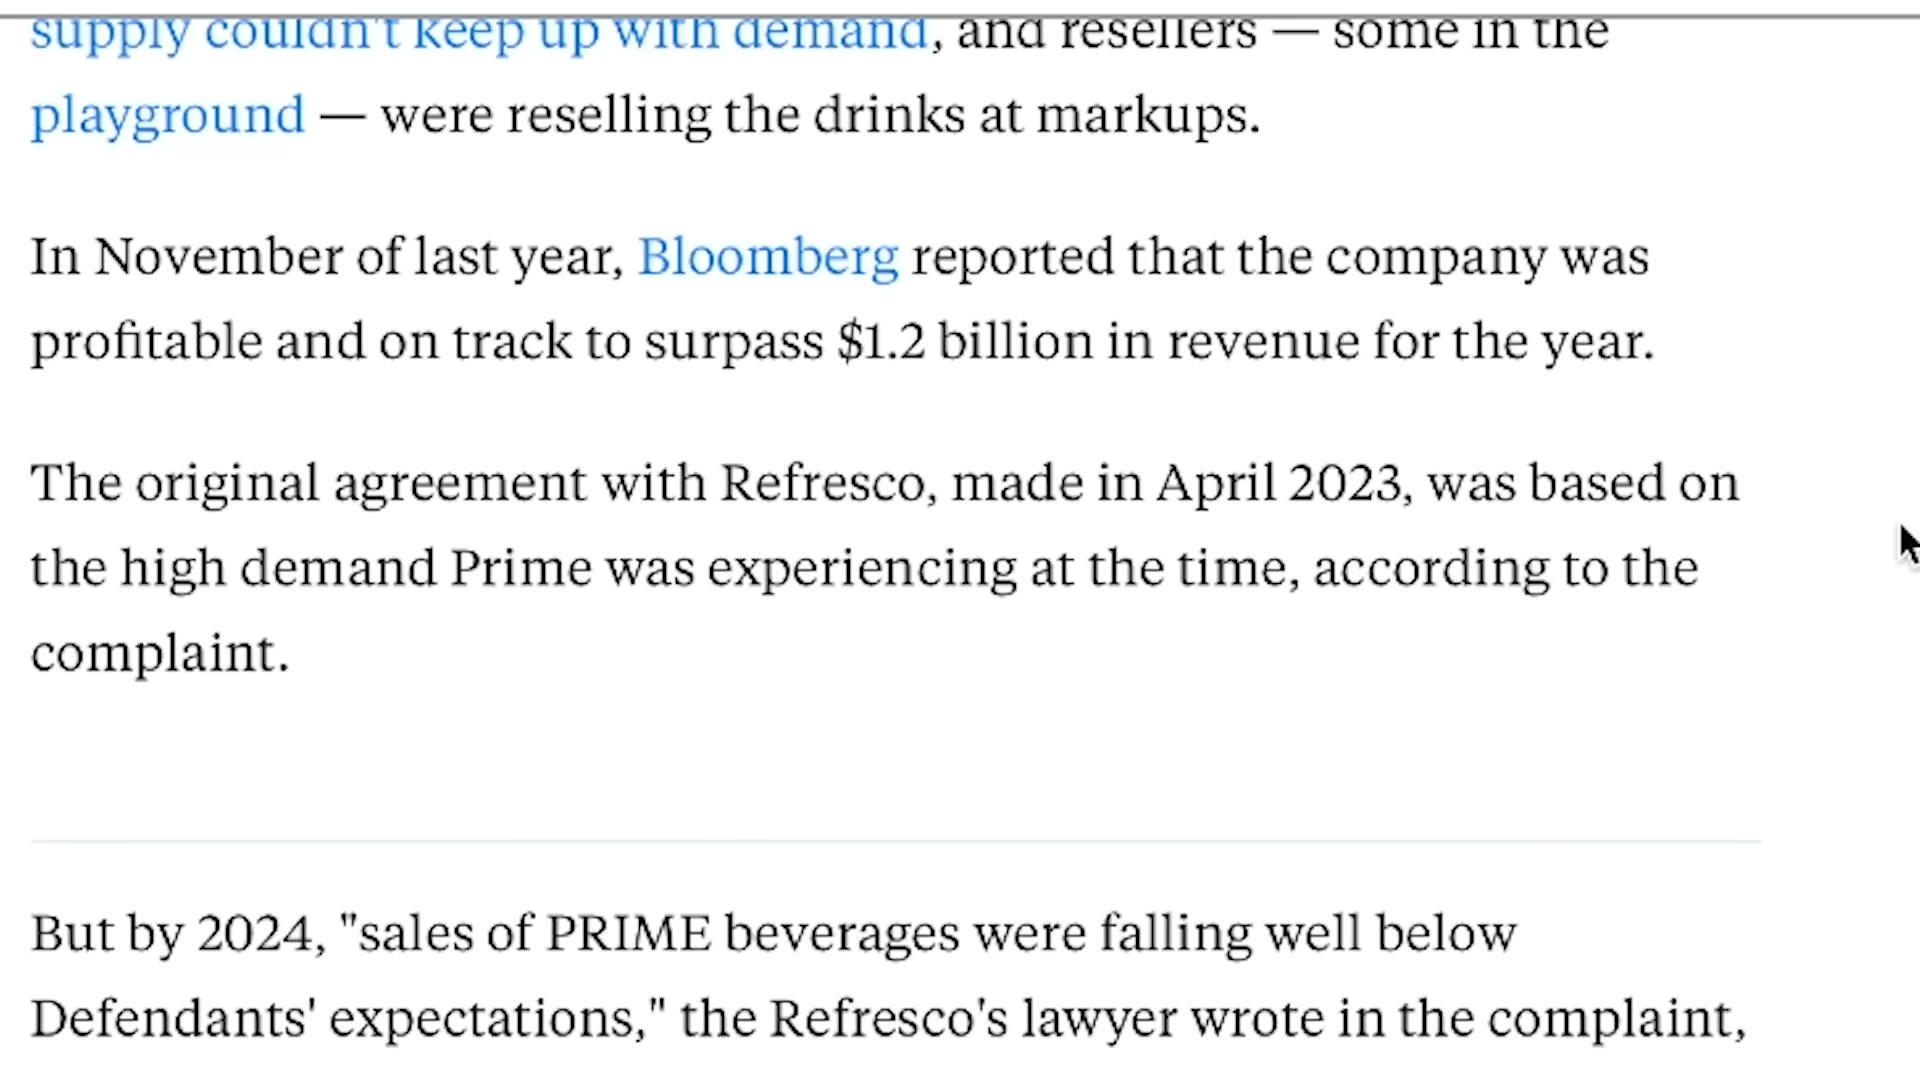 supply couldn't keep up with demand, and resellers — some in the
playground — were reselling the drinks at markups.
In November of last year, Bloomberg reported that the company was
profitable and on track to surpass $1.2 billion in revenue for the year.
The original agreement with Refresco, made in April 2023, was based on
the high demand Prime was experiencing at the time, according to the
complaint.
But by 2024, "sales of PRIME beverages were falling well below
Defendants' expectations," the Refresco's lawyer wrote in the complaint,